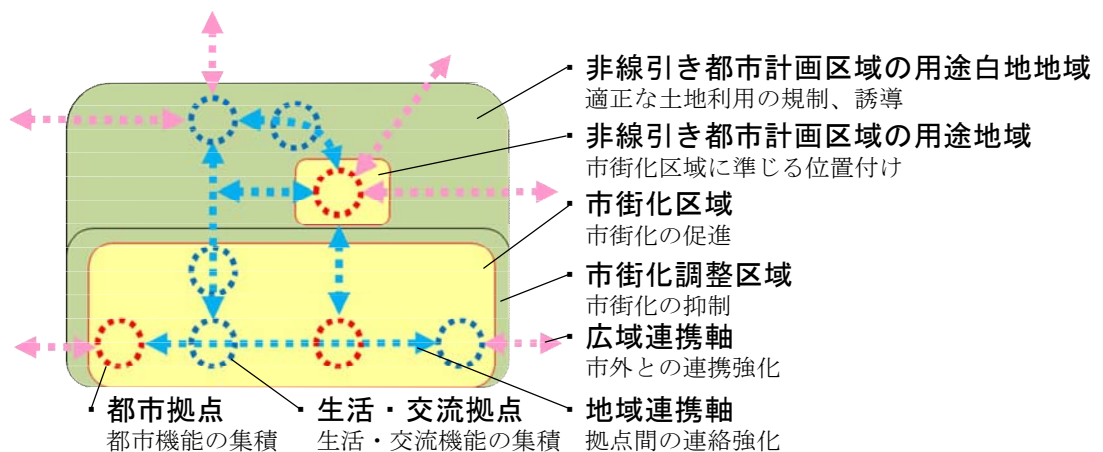 ▪ 非線引き都市計画区域の用途白地地域
適正な土地利用の規制、誘導
▪ 非線引き都市計画区域の用途地域
市街化区域に準じる位置付け
▪ 市街化区域
市街化の促進
▪ 市街化調整区域
市街化の抑制
▪ 広域連携軸
市外との連携強化
▪ 都市拠点
都市機能の集積
▪ 生活・交流拠点
生活・交流機能の集積
▪ 地域連携軸
拠点間の連絡強化